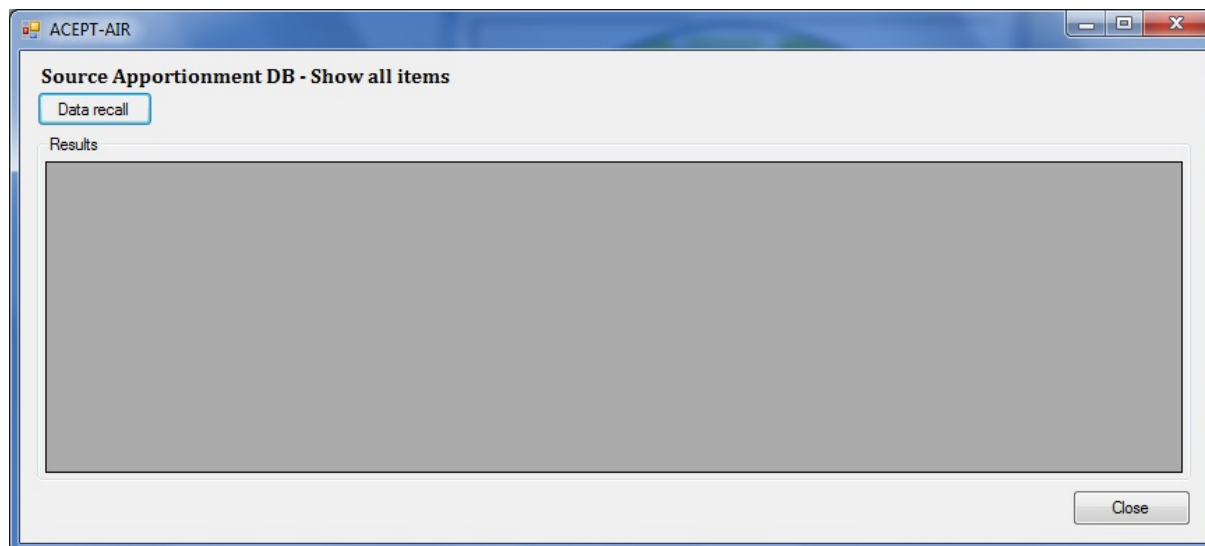 ACEPT-AIR
Source Apportionment DB - Show all items
Data recall
Results
Close